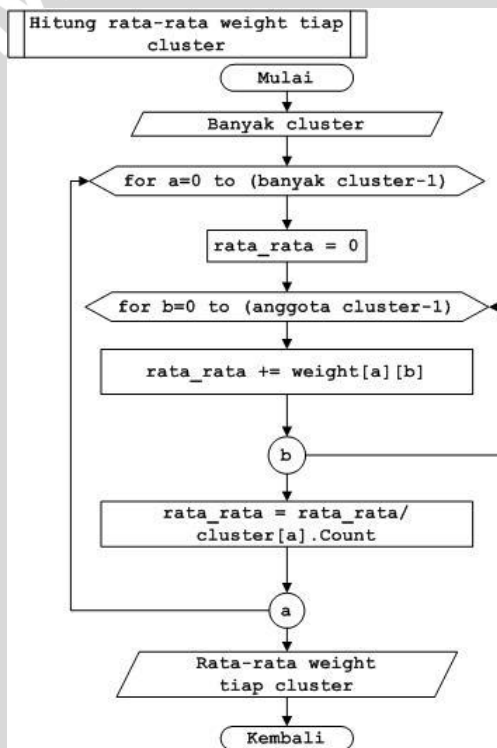 Hitung rata-rata weight tiap
cluster
Mulai
Banyak cluster
for a=0 to (banyak cluster-1)
rata_rata = 0
for b=0 to (anggota cluster-1)
rata_rata += weight[a][b]
b
rata_rata = rata_rata/
cluster[a].Count
a
Rata-rata weight
tiap cluster
Kembali